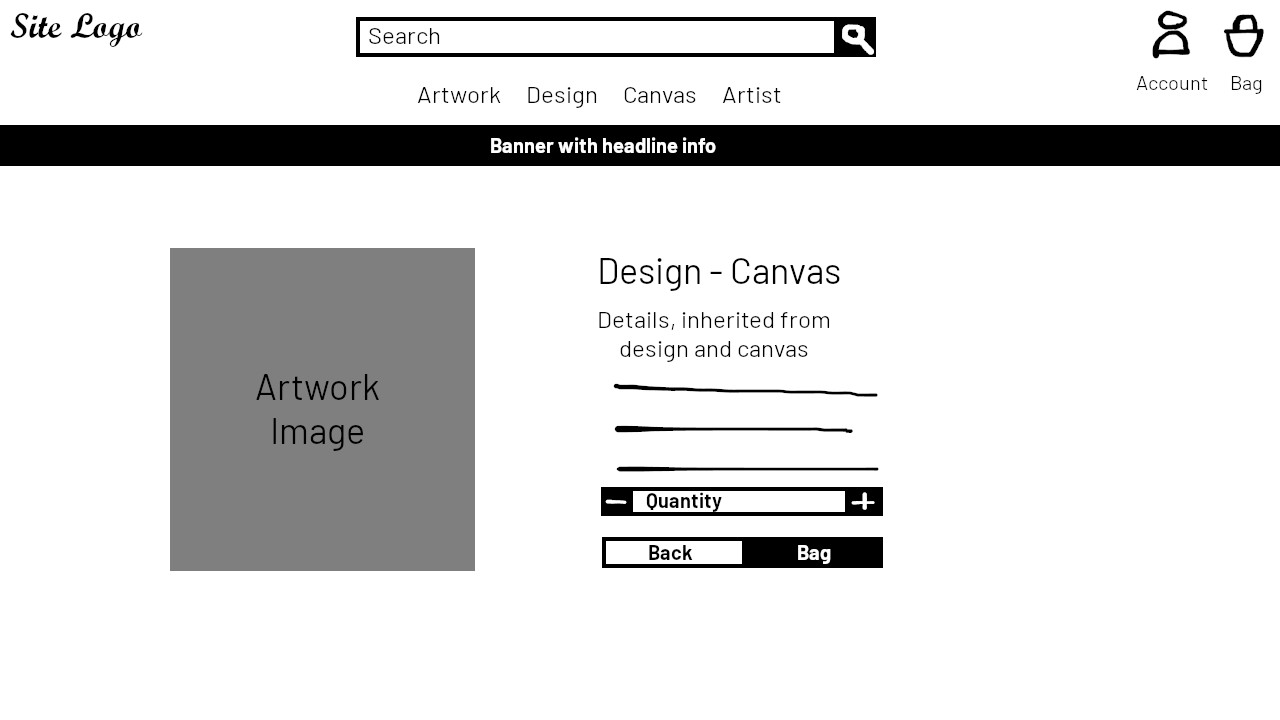 Site Logo
Search
Account
Bag
Artwork
Design
Canvas
Artist
Banner with headline info
Artwork
Image
Design - Canvas
Details, inherited from
design and canvas
Quantity
Back
Bag